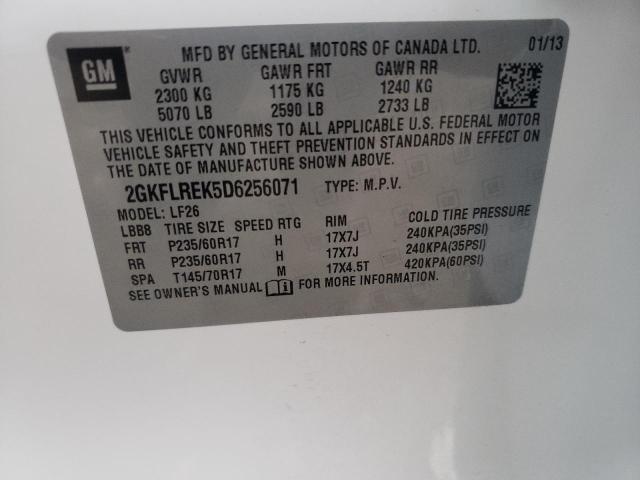 GM
MFD BY GENERAL MOTORS OF CANADA LTD. 01/13
GVWR GAWR FRT GAWR RR
2300 KG 1175 KG 1240 KG
5070 LB 2590 LB 2733 LB
THIS VEHICLE CONFORMS TO ALL APPLICABLE U.S. FEDERAL MOTOR
VEHICLE SAFETY AND THEFT PREVENTION STANDARDS IN EFFECT ON
THE DATE OF MANUFACTURE SHOWN ABOVE.
2GKFLREK5D6256071 TYPE: M.P.V.
MODEL: LF26
LBB8 TIRE SIZE SPEED RTG RIM COLD TIRE PRESSURE
FRT P235/60R17 H 17X7J 240KPA(35PSI)
RR P235/60R17 H 17X7J 240KPA(35PSI)
SPA T145/70R17 M 17X4.5T 420KPA(60PSI)
SEE OWNER'S MANUAL FOR MORE INFORMATION.